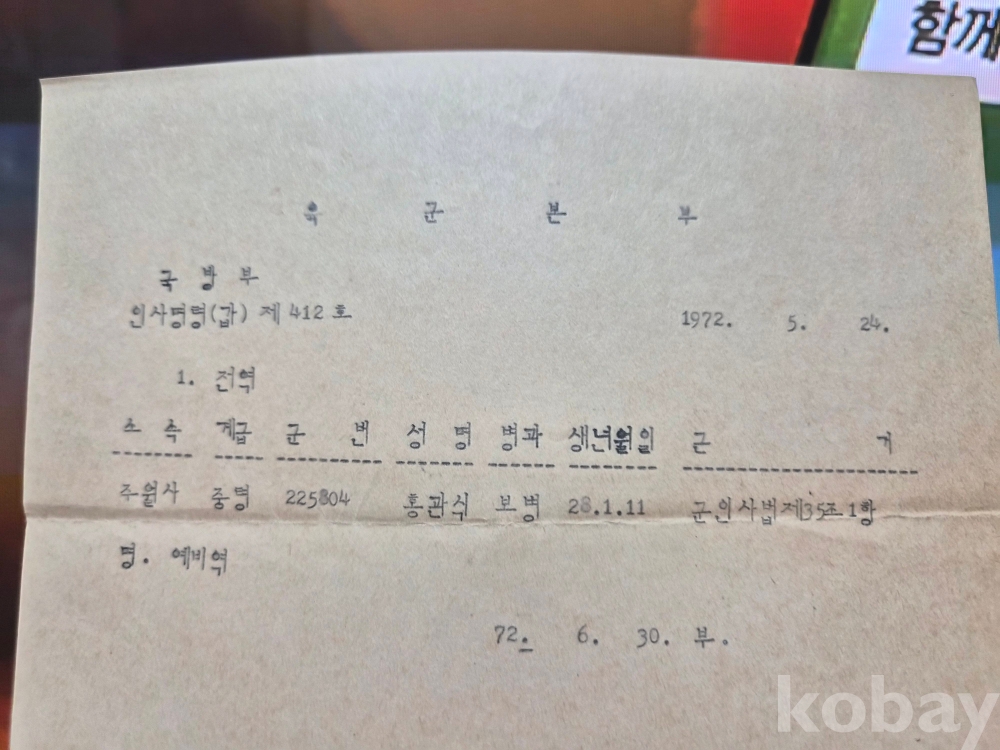 함께
육 군 본 부
국 방 부
인사명령(갑) 제 412 호
1972. 5. 24.
1. 전역
소 속 계급 군 번 성 명 병과 생년월일 근 거
주월사 중령 225804 홍관식 보병 28.1.11 군인사법제35조1항
명. 예비역
72. 6. 30. 부.
kobay